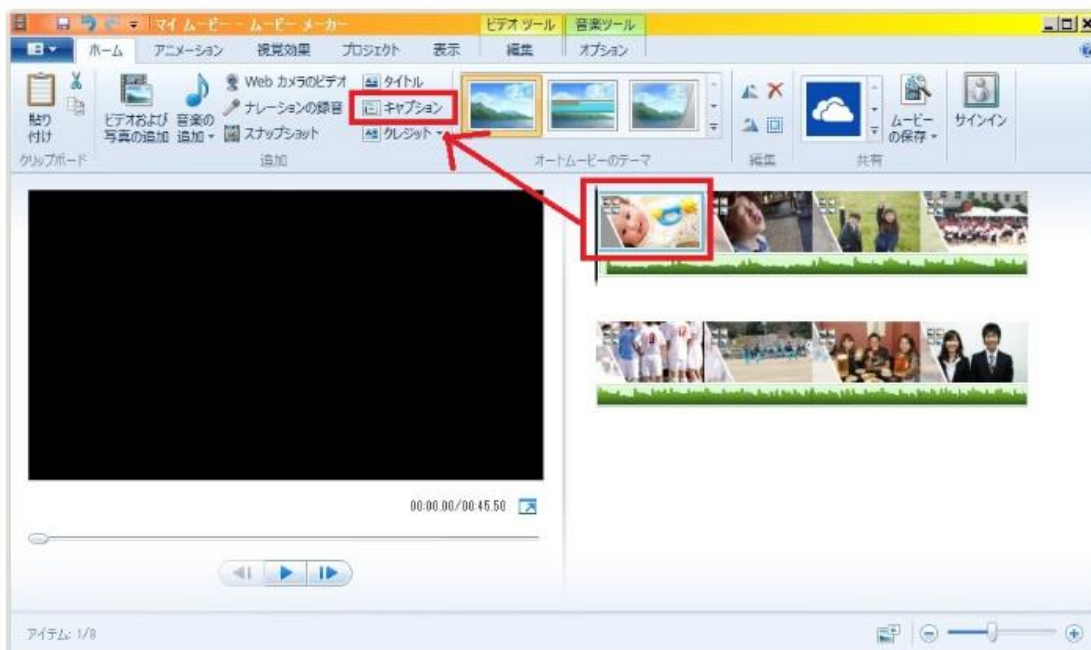 マイ ムービー - ムービー メーカー
ビデオ ツール
音楽ツール
ホーム
アニメーション
視覚効果
プロジェクト
表示
編集
オプション
貼り
付け
ビデオおよび
写真の追加
音楽の
追加
Web カメラのビデオ
ナレーションの録音
スナップショット
タイトル
キャプション
クレジット
ムービー
の保存
サインイン
クリップボード
追加
オートムービーのテーマ
編集
共有
00:00.00/00:45.50
アイテム: 1/8